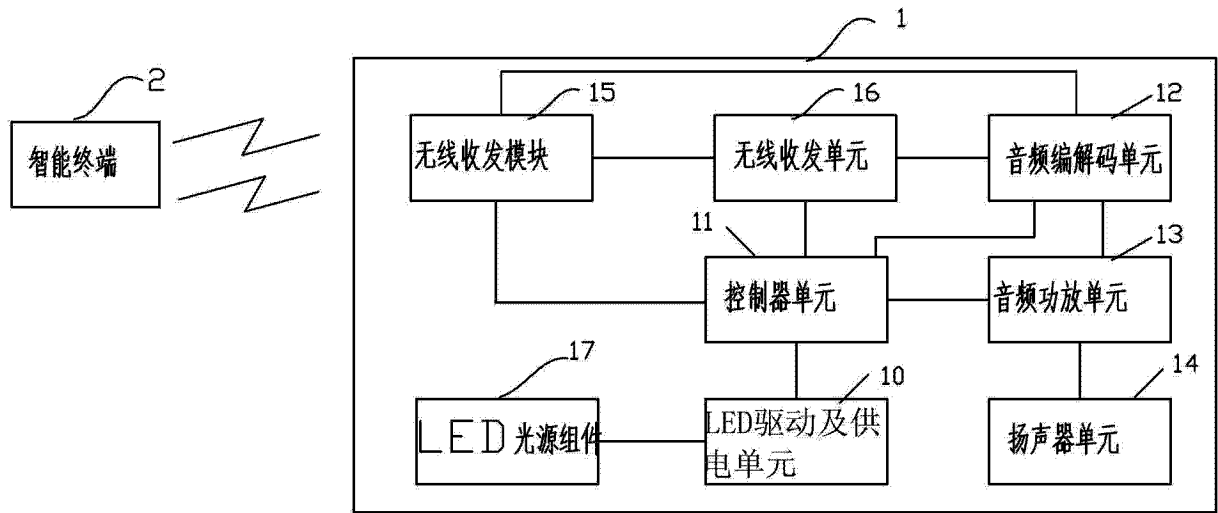 1
2
15
16
12
智能终端
无线收发模块
无线收发单元
音频编解码单元
11
13
控制器单元
音频功放单元
17
10
14
LED光源组件
LED驱动及供
电单元
扬声器单元